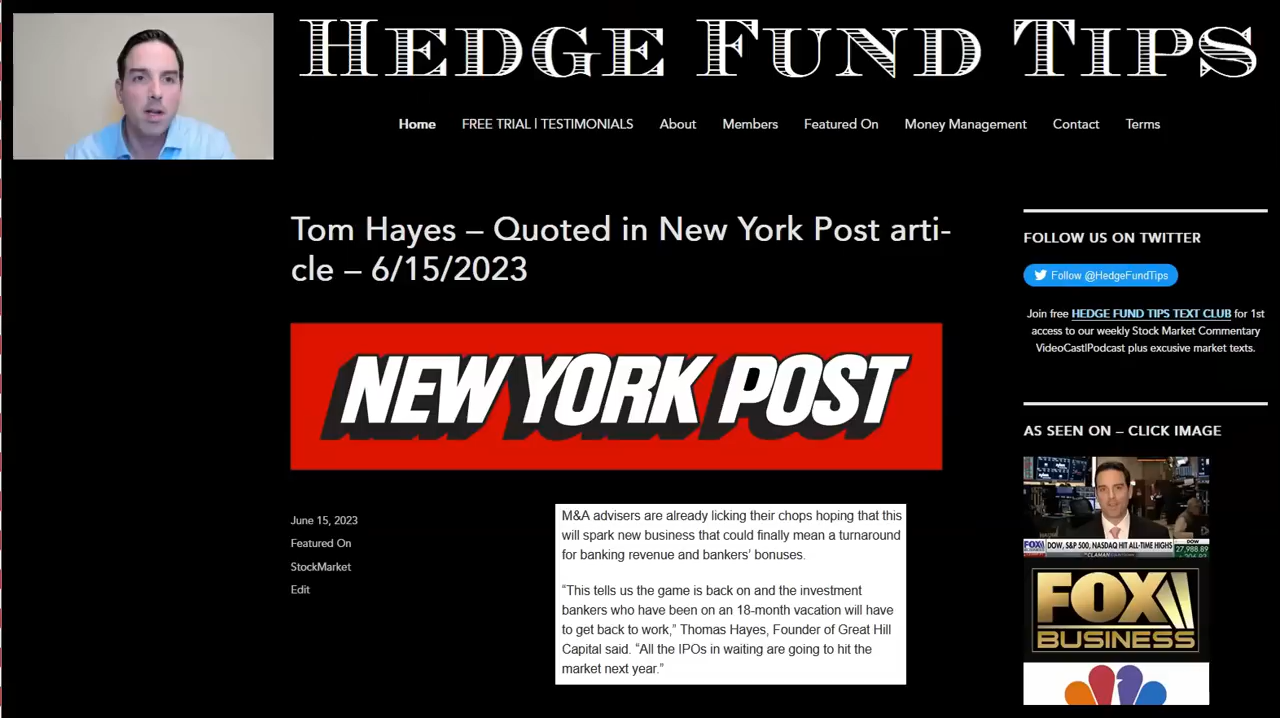 HEDGE FUND TIPS
Home FREE TRIAL | TESTIMONIALS About Members Featured On Money Management Contact Terms
Tom Hayes – Quoted in New York Post arti-
cle – 6/15/2023
NEW YORK POST
June 15, 2023
Featured On
StockMarket
Edit
M&A advisers are already licking their chops hoping that this
will spark new business that could finally mean a turnaround
for banking revenue and bankers’ bonuses.
“This tells us the game is back on and the investment
bankers who have been on an 18-month vacation will have
to get back to work,” Thomas Hayes, Founder of Great Hill
Capital said. “All the IPOs in waiting are going to hit the
market next year.”
FOLLOW US ON TWITTER
Follow @HedgeFundTips
Join free HEDGE FUND TIPS TEXT CLUB for 1st
access to our weekly Stock Market Commentary
VideoCast|Podcast plus excusive market texts.
AS SEEN ON – CLICK IMAGE
DOW, S&P 500, NASDAQ HIT ALL-TIME HIGHS
DOW
27,988.89
FOX
BUSINESS